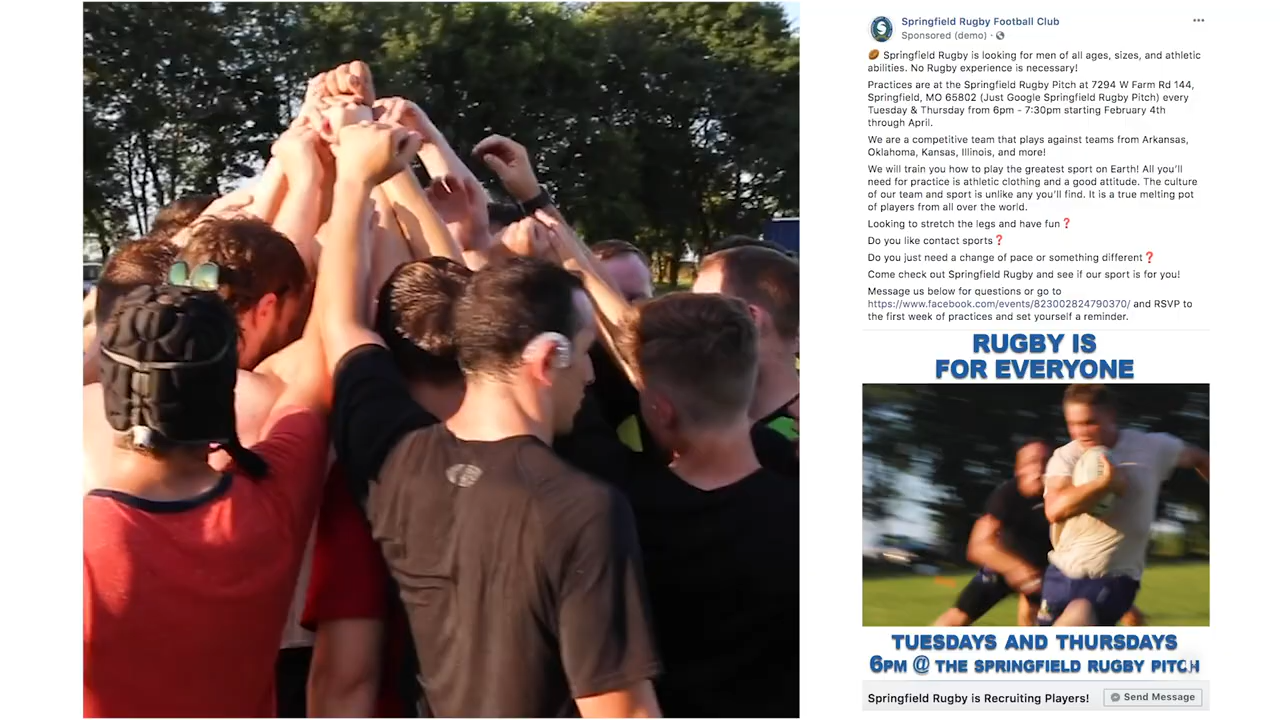 Springfield Rugby Football Club
Sponsored (demo) ·
Springfield Rugby is looking for men of all ages, sizes, and athletic
abilities. No Rugby experience is necessary!
Practices are at the Springfield Rugby Pitch at 7294 W Farm Rd 144,
Springfield, MO 65802 (Just Google Springfield Rugby Pitch) every
Tuesday & Thursday from 6pm - 7:30pm starting February 4th
through April.
We are a competitive team that plays against teams from Arkansas,
Oklahoma, Kansas, Illinois, and more!
We will train you how to play the greatest sport on Earth! All you'll
need for practice is athletic clothing and a good attitude. The culture
of our team and sport is unlike any you'll find. It is a true melting pot
of players from all over the world.
Looking to stretch the legs and have fun❓
Do you like contact sports❓
Do you just need a change of pace or something different❓
Come check out Springfield Rugby and see if our sport is for you!
Message us below for questions or go to
https://www.facebook.com/events/823002824790370/ and RSVP to
the first week of practices and set yourself a reminder.
RUGBY IS
FOR EVERYONE
TUESDAYS AND THURSDAYS
6PM @ THE SPRINGFIELD RUGBY PITCH
Springfield Rugby is Recruiting Players!
Send Message